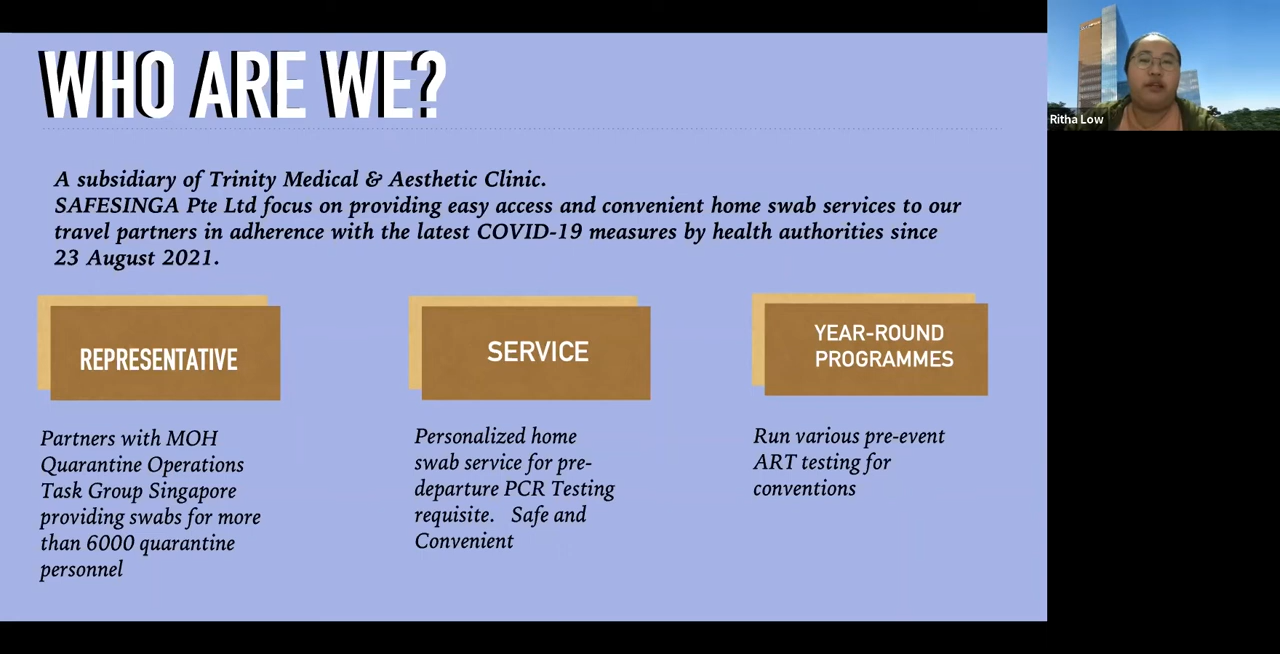 WHO ARE WE?
A subsidiary of Trinity Medical & Aesthetic Clinic.
SAFESINGA Pte Ltd focus on providing easy access and convenient home swab services to our
travel partners in adherence with the latest COVID-19 measures by health authorities since
23 August 2021.
REPRESENTATIVE
Partners with MOH
Quarantine Operations
Task Group Singapore
providing swabs for more
than 6000 quarantine
personnel
SERVICE
Personalized home
swab service for pre-
departure PCR Testing
requisite. Safe and
Convenient
YEAR-ROUND
PROGRAMMES
Run various pre-event
ART testing for
conventions
Ritha Low